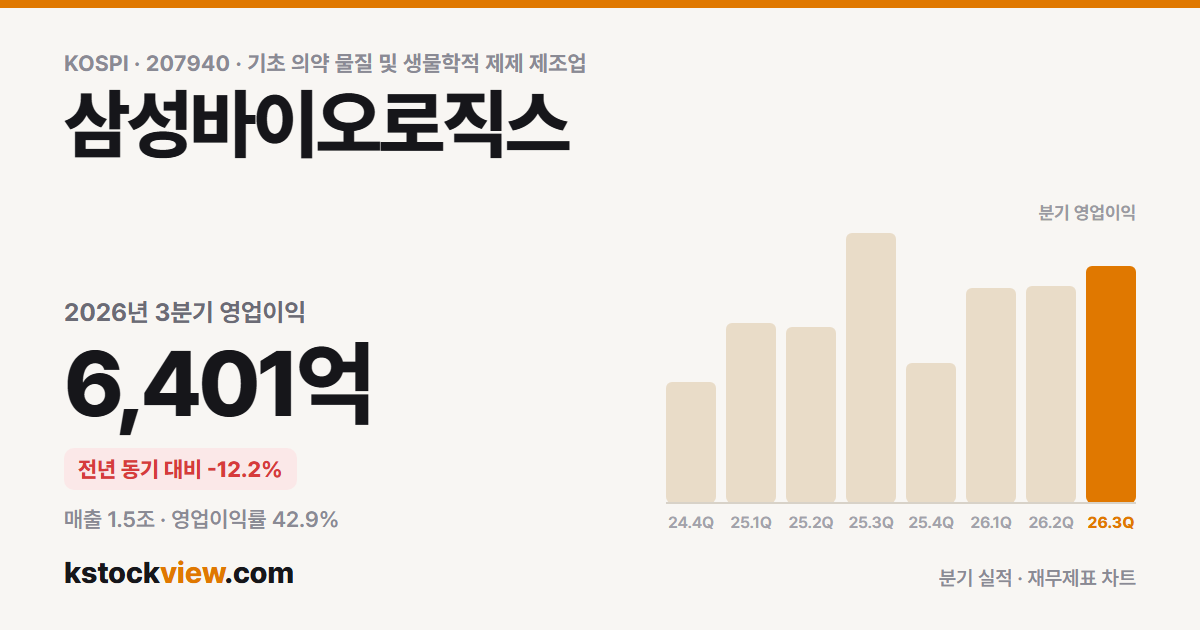 KOSPI · 207940 · 기초 의약 물질 및 생물학적 제제 제조업
삼성바이오로직스
분기 영업이익
2026년 3분기 영업이익
6,401억
전년 동기 대비 -12.2%
매출 1.5조 · 영업이익률 42.9%
24.4Q 25.1Q 25.2Q 25.3Q 25.4Q 26.1Q 26.2Q 26.3Q
kstockview.com
분기 실적 · 재무제표 차트